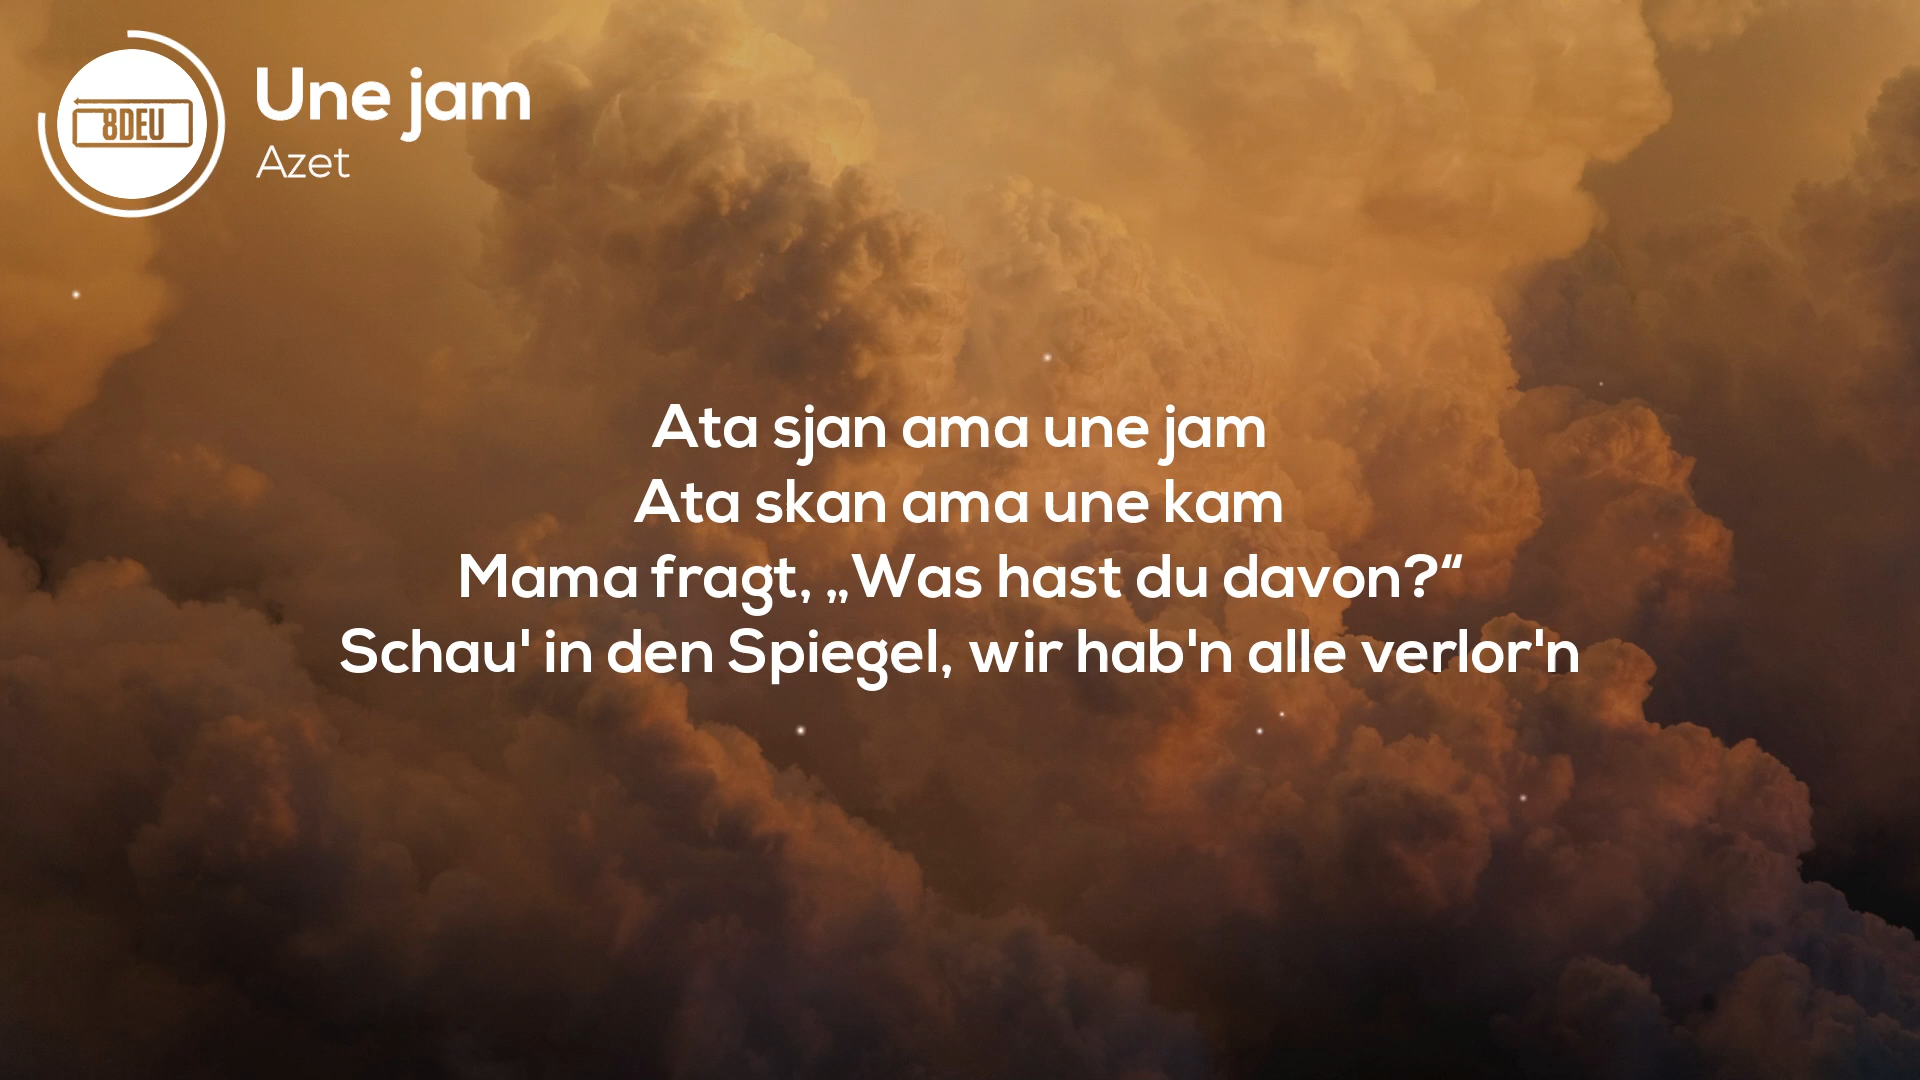 8DEU
Une jam
Azet
Ata sjan ama une jam
Ata skan ama une kam
Mama fragt, „Was hast du davon?“
Schau' in den Spiegel, wir hab'n alle verlor'n